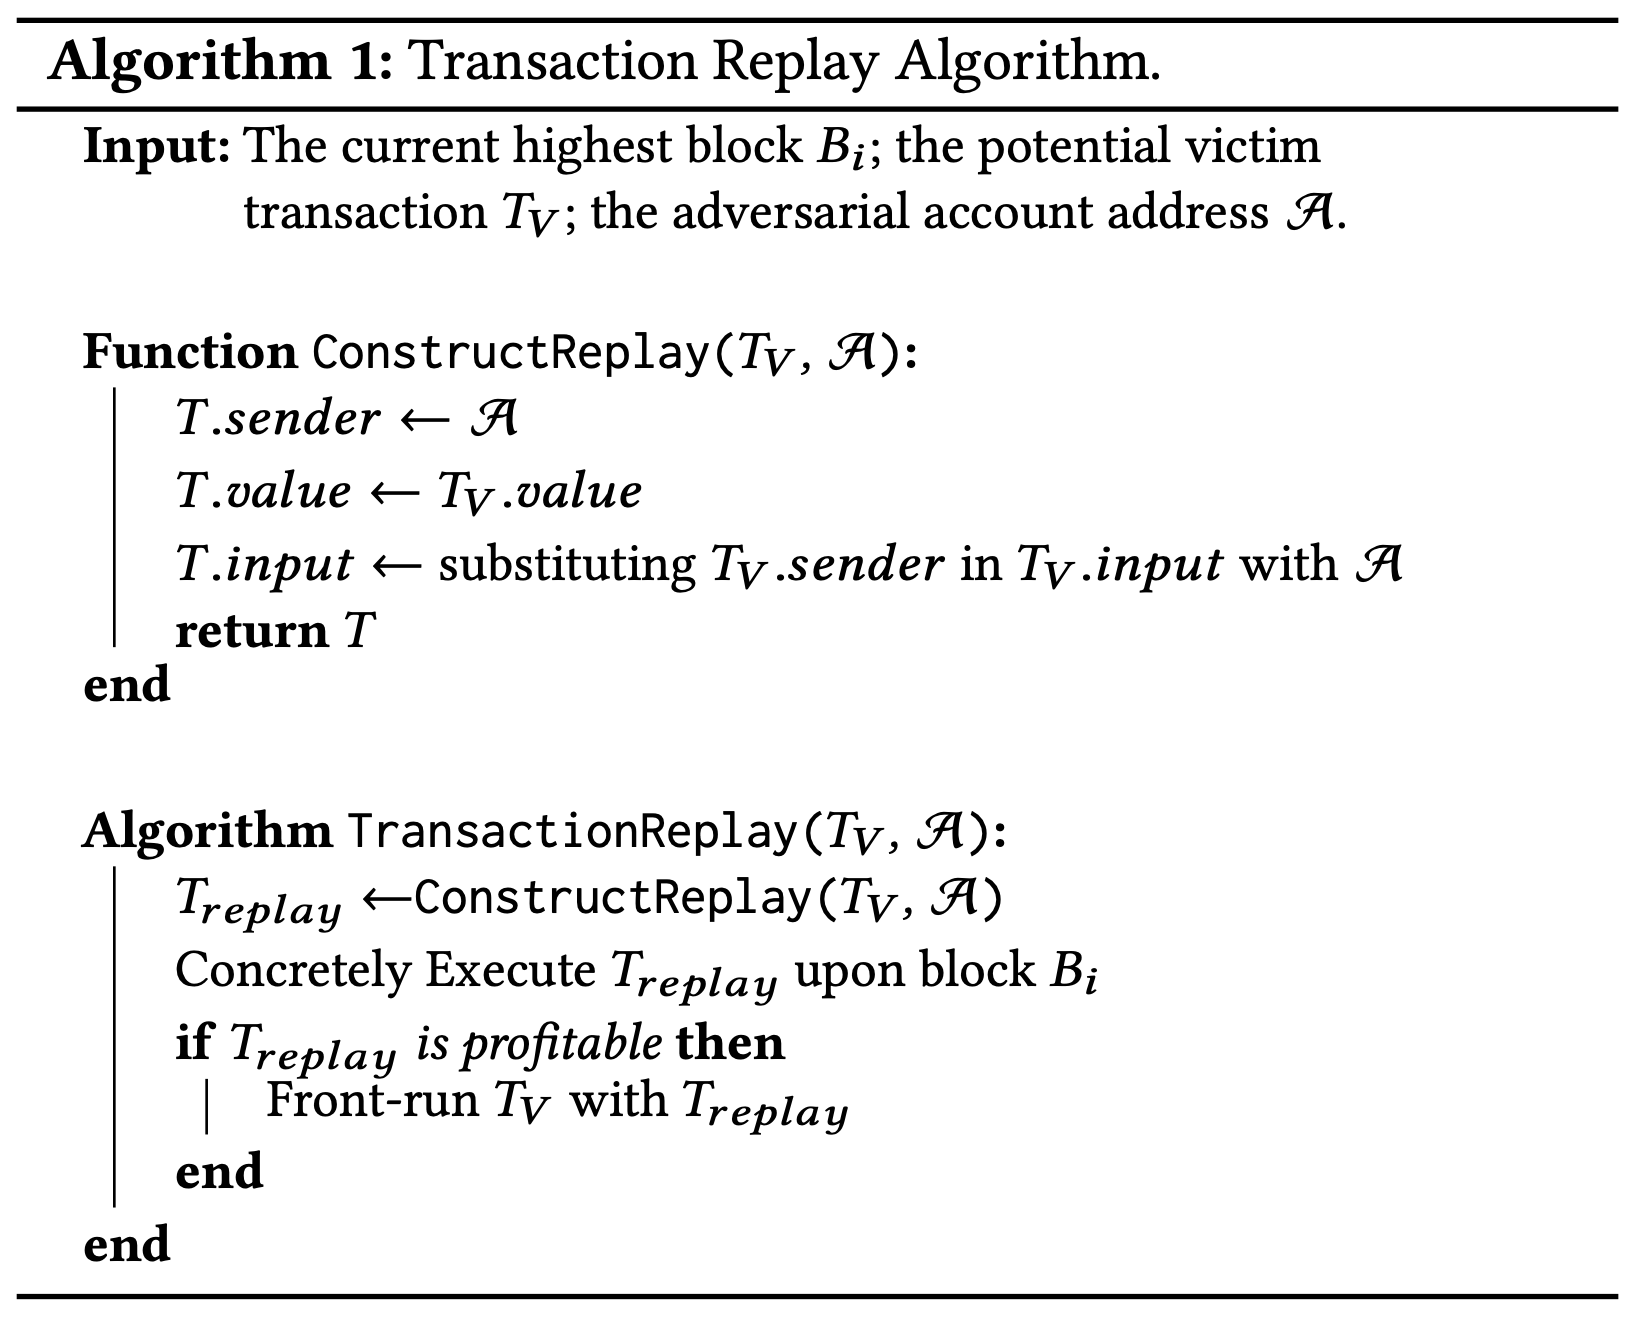 Algorithm 1: Transaction Replay Algorithm.
Input: The current highest block B_i; the potential victim
transaction T_V; the adversarial account address 𝒜.
Function ConstructReplay(T_V, 𝒜):
T.sender ← 𝒜
T.value ← T_V.value
T.input ← substituting T_V.sender in T_V.input with 𝒜
return T
end
Algorithm TransactionReplay(T_V, 𝒜):
T_replay ←ConstructReplay(T_V, 𝒜)
Concretely Execute T_replay upon block B_i
if T_replay is profitable then
Front-run T_V with T_replay
end
end